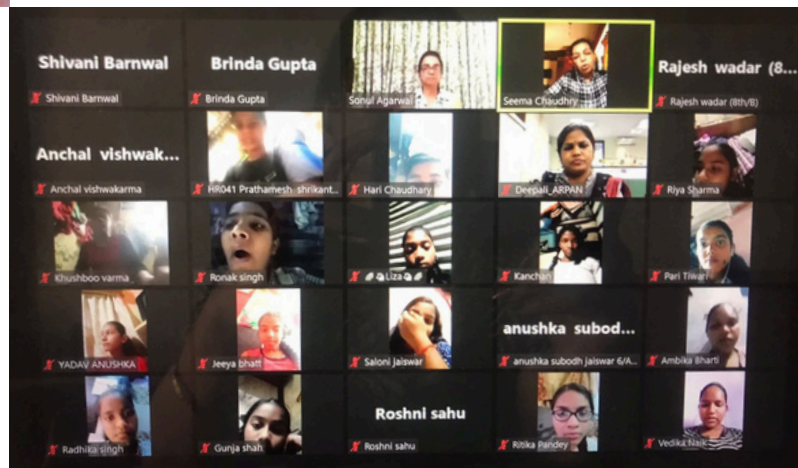 Shivani Barnwal
Brinda Gupta
Rajesh wadar (8...
Shivani Barnwal
Brinda Gupta
Sonul Agarwal
Seema Chaudhry
Rajesh wadar (8th/B)
Anchal vishwak...
Anchal vishwakarma
HR041 Prathamesh shrikant...
Hari Chaudhary
Deepali_ARPAN
Riya Sharma
Khushboo varma
Ronak singh
Liza
Kanchan
Pari Tiwari
anushka subod...
YADAV ANUSHKA
Jeeya bhatt
Saloni jaiswar
anushka subodh jaiswar 6/A...
Ambika Bharti
Roshni sahu
Radhika singh
Gunja shah
Roshni sahu
Ritika Pandey
Vedika Naik